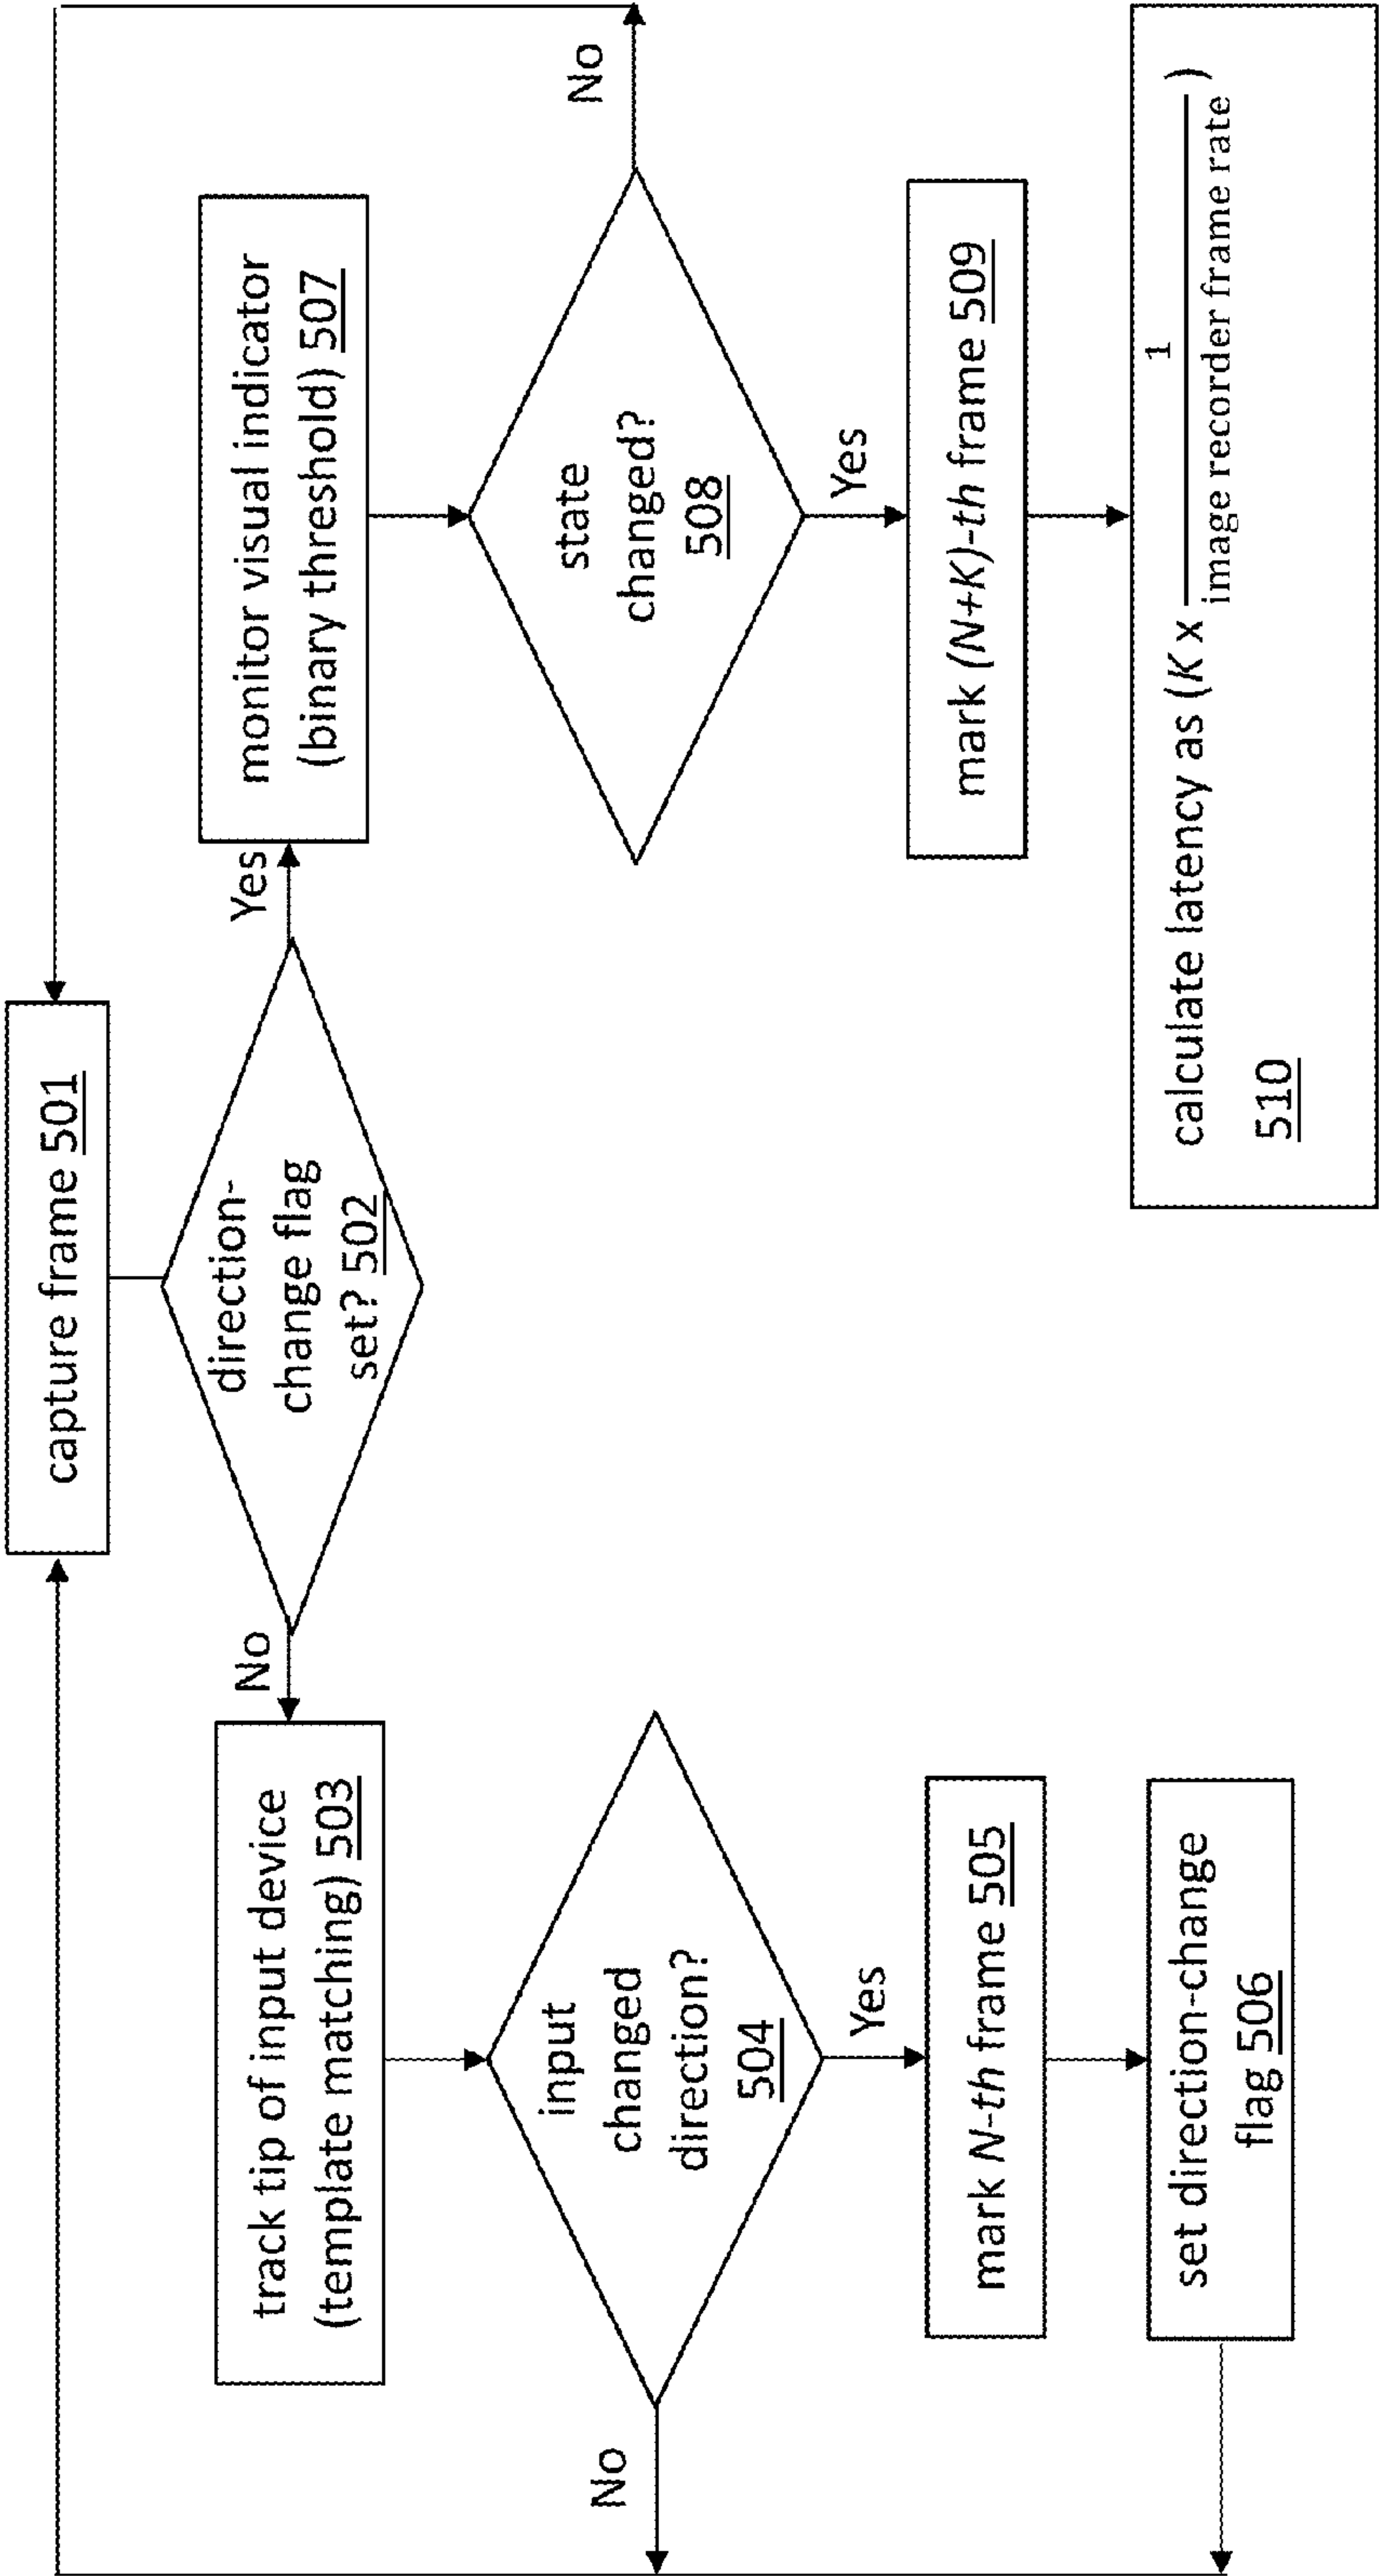 capture frame 501
direction-
change flag
set? 502
No
Yes
track tip of input device
(template matching) 503
input
changed
direction?
504
No
Yes
mark N-th frame 505
set direction-change
flag 506
monitor visual indicator
(binary threshold) 507
state
changed?
508
No
Yes
mark (N+K)-th frame 509
calculate latency as (K x 1 / image recorder frame rate )
510